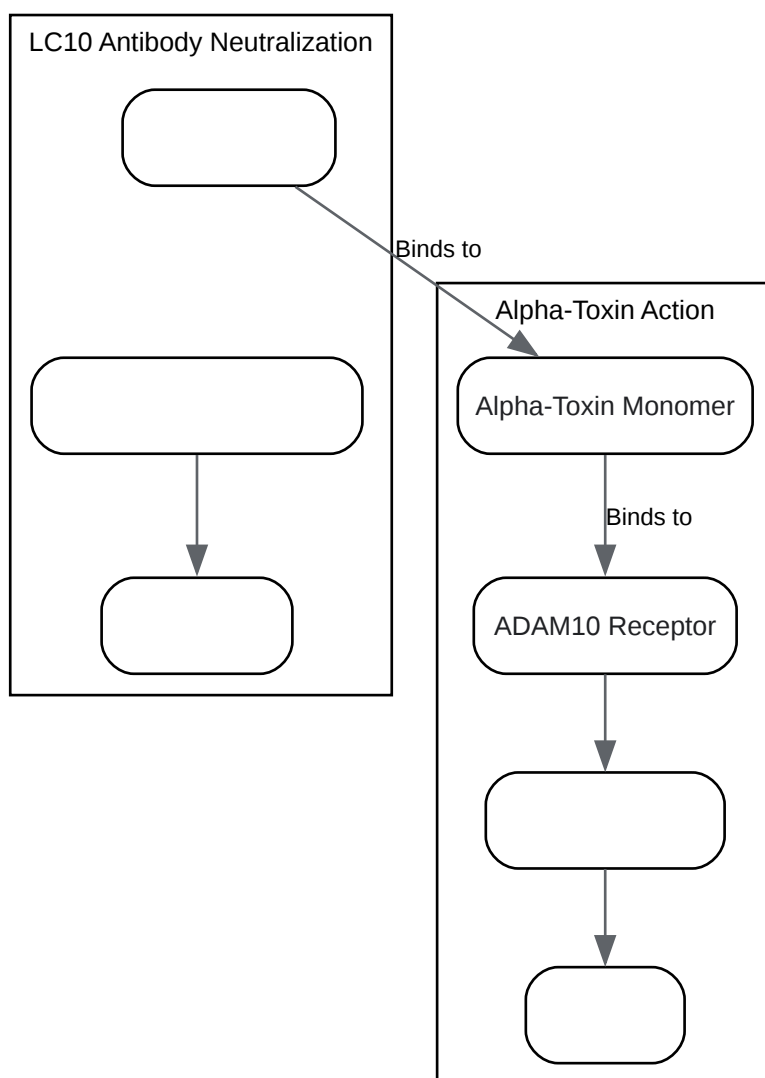 LC10 Antibody Neutralization
Binds to
Alpha-Toxin Action
Alpha-Toxin Monomer
Binds to
ADAM10 Receptor